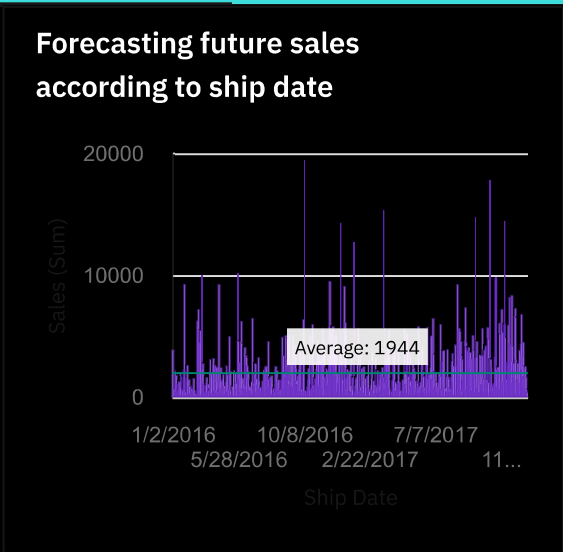 Forecasting future sales
according to ship date
20000
10000
0
Sales (Sum)
Average: 1944
1/2/2016
10/8/2016
7/7/2017
5/28/2016
2/22/2017
11...
Ship Date